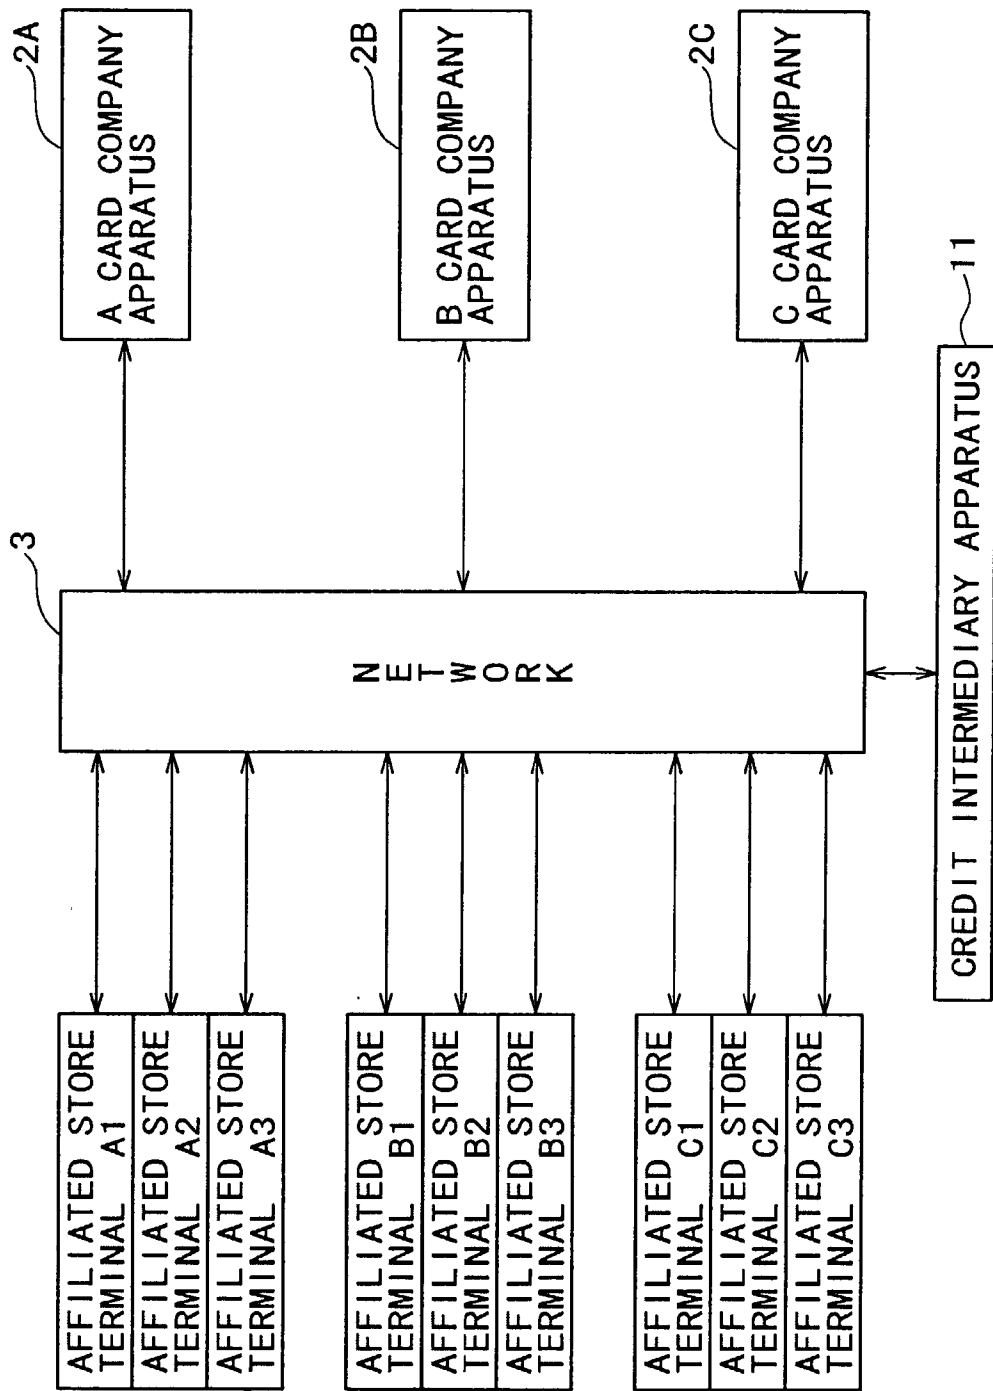 AFFILIATED STORE
TERMINAL A1
AFFILIATED STORE
TERMINAL A2
AFFILIATED STORE
TERMINAL A3
AFFILIATED STORE
TERMINAL B1
AFFILIATED STORE
TERMINAL B2
AFFILIATED STORE
TERMINAL B3
AFFILIATED STORE
TERMINAL C1
AFFILIATED STORE
TERMINAL C2
AFFILIATED STORE
TERMINAL C3
3
NETWORK
2A
A CARD COMPANY
APPARATUS
2B
B CARD COMPANY
APPARATUS
2C
C CARD COMPANY
APPARATUS
CREDIT INTERMEDIARY APPARATUS
11